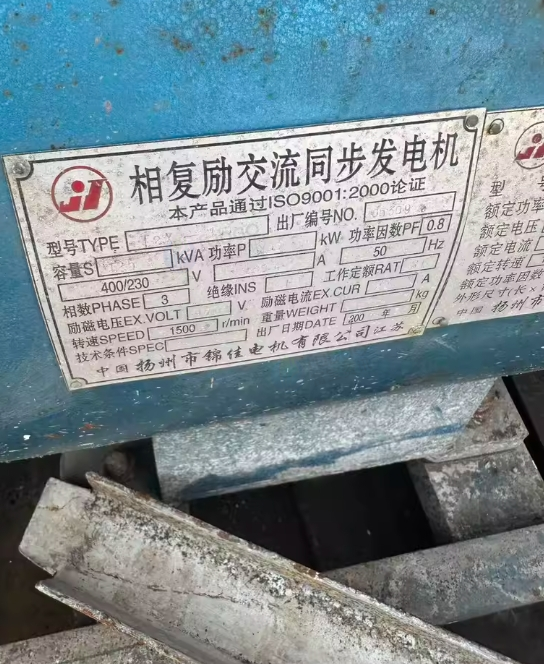 相复励交流同步发电机
本产品通过ISO9001:2000论证
型号TYPE 出厂编号NO.
容量S kVA 功率P kW 功率因数PF 0.8
400/230 V A 50 Hz
相数PHASE 3 绝缘INS 工作定额RAT
励磁电压EX.VOLT V 励磁电流EX.CUR A
转速SPEED 1500 r/min 重量WEIGHT kg
技术条件SPEC 出厂日期DATE 200 年 月
中国 扬州市锦佳电机有限公司 江苏
型 号
额定功率
额定电压
额定电流
额定转速
外形尺寸长×
中国 扬州